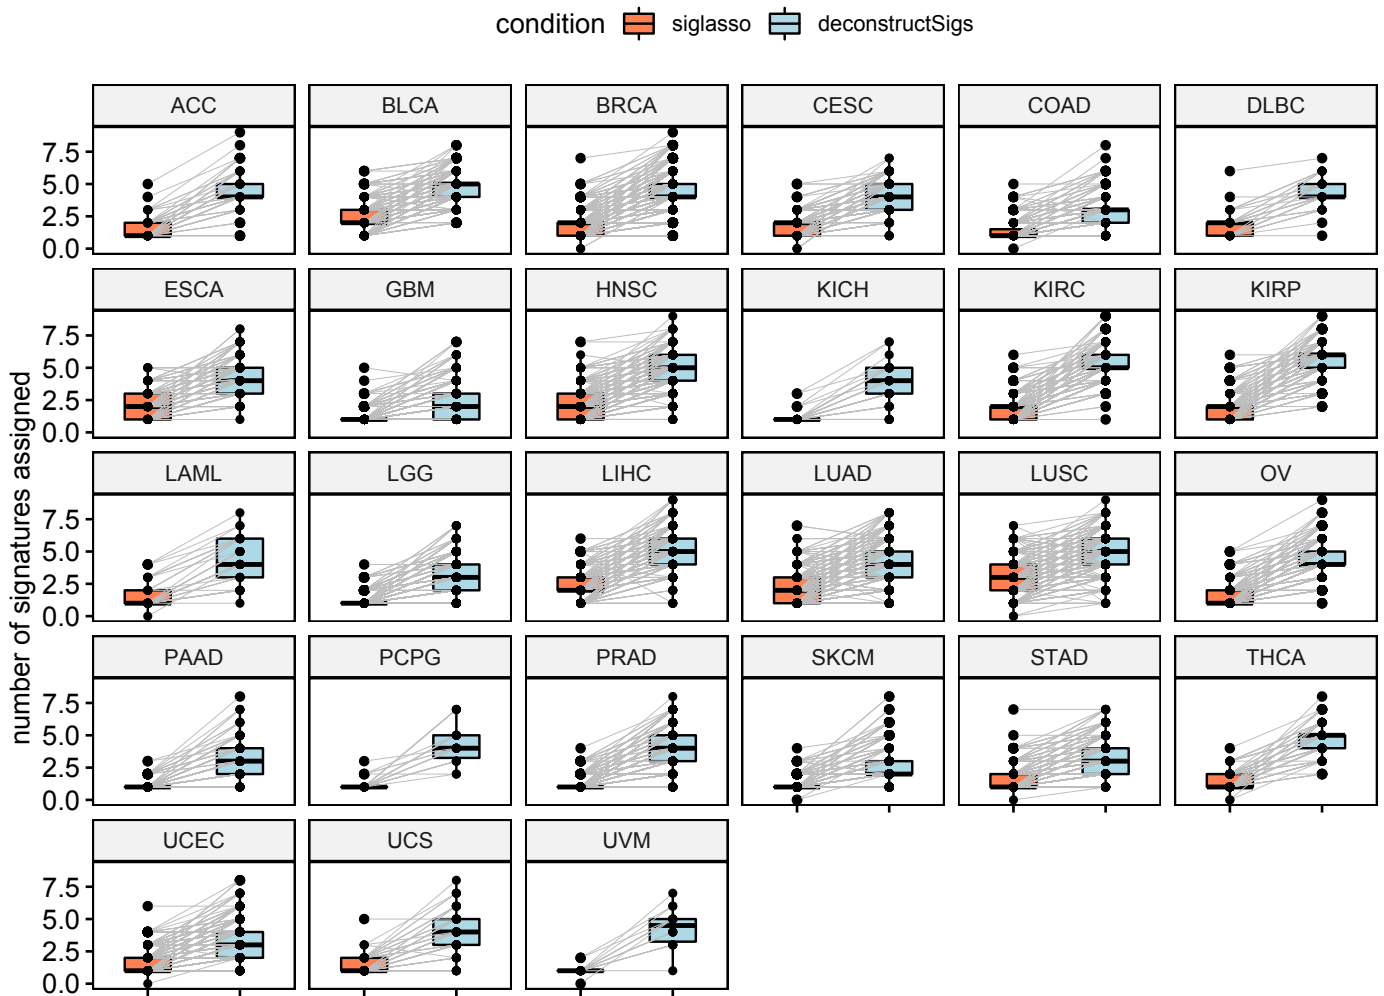 condition siglasso deconstructSigs
ACC BLCA BRCA CESC COAD DLBC
7.5
5.0
2.5
0.0
ESCA GBM HNSC KICH KIRC KIRP
7.5
5.0
2.5
0.0
number of signatures assigned
LAML LGG LIHC LUAD LUSC OV
7.5
5.0
2.5
0.0
PAAD PCPG PRAD SKCM STAD THCA
7.5
5.0
2.5
0.0
UCEC UCS UVM
7.5
5.0
2.5
0.0